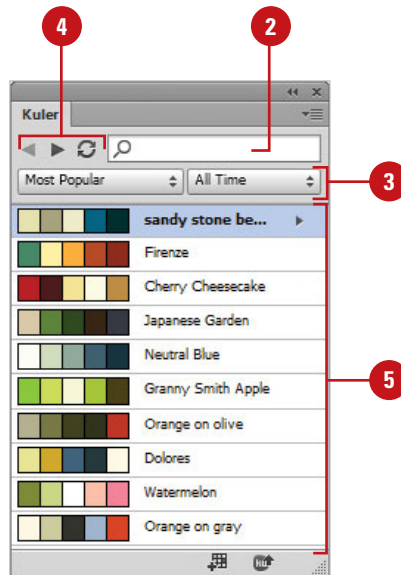 4
2
Kuler
Most Popular
All Time
3
sandy stone be...
Firenze
Cherry Cheesecake
Japanese Garden
Neutral Blue
Granny Smith Apple
5
Orange on olive
Dolores
Watermelon
Orange on gray
ku